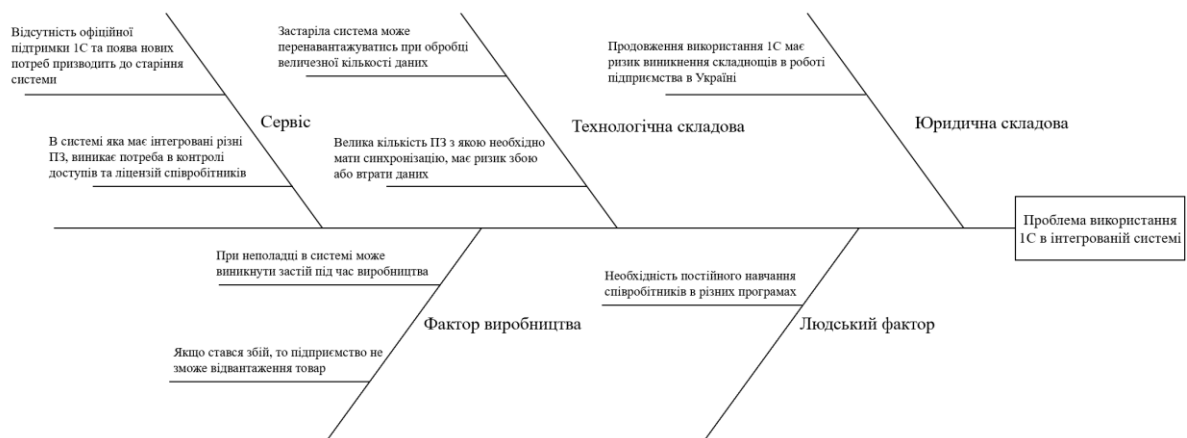 Відсутність офіційної
підтримки 1С та поява нових
потреб призводить до старіння
системи
В системі яка має інтегровані різні
ПЗ, виникає потреба в контролі
доступів та ліцензій співробітників
Сервіс
Застаріла система може
перенавантажуватись при обробці
величезної кількості даних
Велика кількість ПЗ з якою необхідно
мати синхронізацію, має ризик збою
або втрати даних
Технологічна складова
Продовження використання 1С має
ризик виникнення складнощів в роботі
підприємства в Україні
Юридична складова
Проблема використання
1С в інтегрованій системі
При неполадці в системі може
виникнути застій під час виробництва
Якщо стався збій, то підприємство не
зможе відвантаження товар
Фактор виробництва
Необхідність постійного навчання
співробітників в різних програмах
Людський фактор